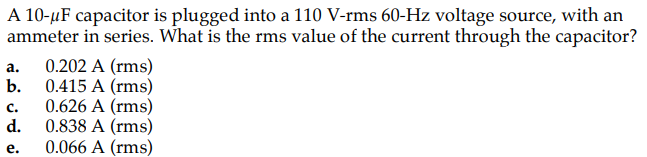 A 10-μF capacitor is plugged into a 110 V-rms 60-Hz voltage source, with an
ammeter in series. What is the rms value of the current through the capacitor?
a. 0.202 A (rms)
b. 0.415 A (rms)
c. 0.626 A (rms)
d. 0.838 A (rms)
e. 0.066 A (rms)